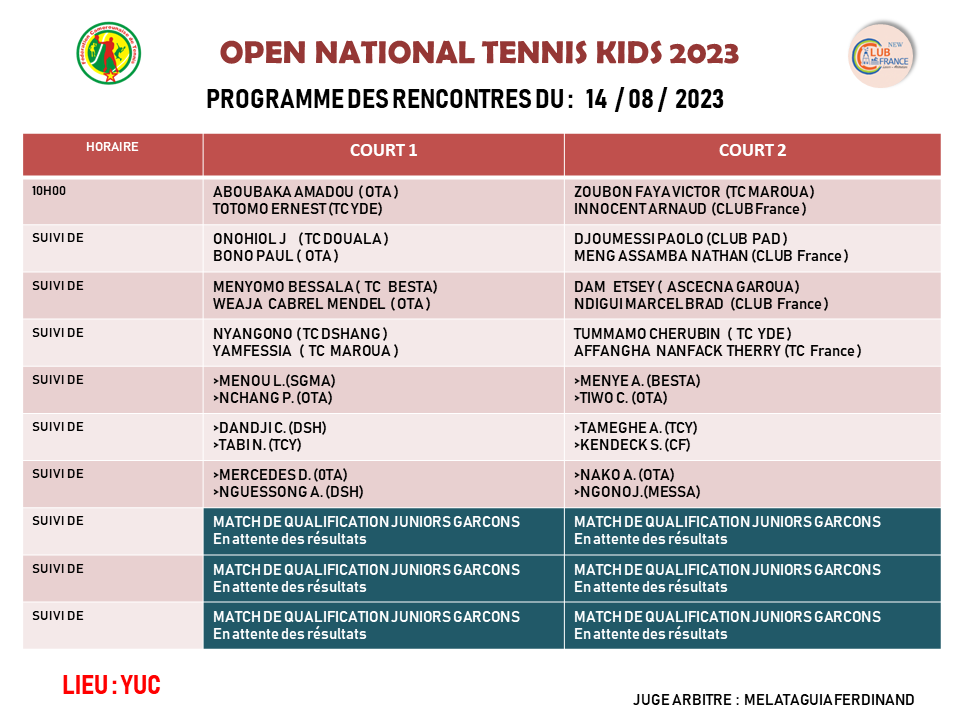 Fédération Camerounaise de Tennis
OPEN NATIONAL TENNIS KIDS 2023
NEW
CLUB
FRANCE
PROGRAMME DES RENCONTRES DU : 14 / 08 / 2023
HORAIRE COURT 1 COURT 2
10H00 ABOUBAKA AMADOU ( OTA ) ZOUBON FAYA VICTOR (TC MAROUA)
TOTOMO ERNEST (TC YDE) INNOCENT ARNAUD (CLUB France )
SUIVI DE ONOHIOL J ( TC DOUALA ) DJOUMESSI PAOLO (CLUB PAD )
BONO PAUL ( OTA ) MENG ASSAMBA NATHAN (CLUB France )
SUIVI DE MENYOMO BESSALA ( TC BESTA) DAM ETSEY ( ASCECNA GAROUA)
WEAJA CABREL MENDEL ( OTA ) NDIGUI MARCEL BRAD (CLUB France )
SUIVI DE NYANGONO ( TC DSHANG ) TUMMAMO CHERUBIN ( TC YDE )
YAMFESSIA ( TC MAROUA ) AFFANGHA NANFACK THERRY (TC France )
SUIVI DE >MENOU L.(SGMA) >MENYE A. (BESTA)
>NCHANG P. (OTA) >TIWO C. (OTA)
SUIVI DE >DANDJI C. (DSH) >TAMEGHE A. (TCY)
>TABI N. (TCY) >KENDECK S. (CF)
SUIVI DE >MERCEDES D. (0TA) >NAKO A. (OTA)
>NGUESSONG A. (DSH) >NGONO J.(MESSA)
SUIVI DE MATCH DE QUALIFICATION JUNIORS GARCONS MATCH DE QUALIFICATION JUNIORS GARCONS
En attente des résultats En attente des résultats
SUIVI DE MATCH DE QUALIFICATION JUNIORS GARCONS MATCH DE QUALIFICATION JUNIORS GARCONS
En attente des résultats En attente des résultats
SUIVI DE MATCH DE QUALIFICATION JUNIORS GARCONS MATCH DE QUALIFICATION JUNIORS GARCONS
En attente des résultats En attente des résultats
LIEU : YUC
JUGE ARBITRE : MELATAGUIA FERDINAND